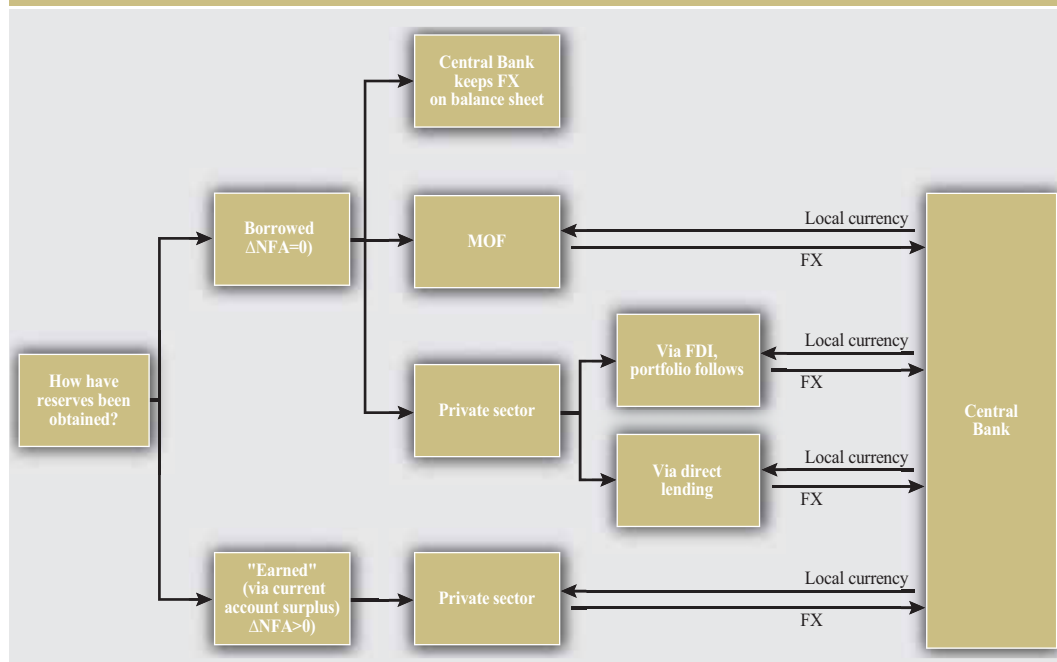 Central Bank
keeps FX
on balance sheet
Borrowed
ΔNFA=0)
MOF
Local currency
FX
How have
reserves been
obtained?
Private sector
Via FDI,
portfolio follows
Local currency
FX
Via direct
lending
Local currency
FX
Central
Bank
"Earned"
(via current
account surplus)
ΔNFA>0)
Private sector
Local currency
FX